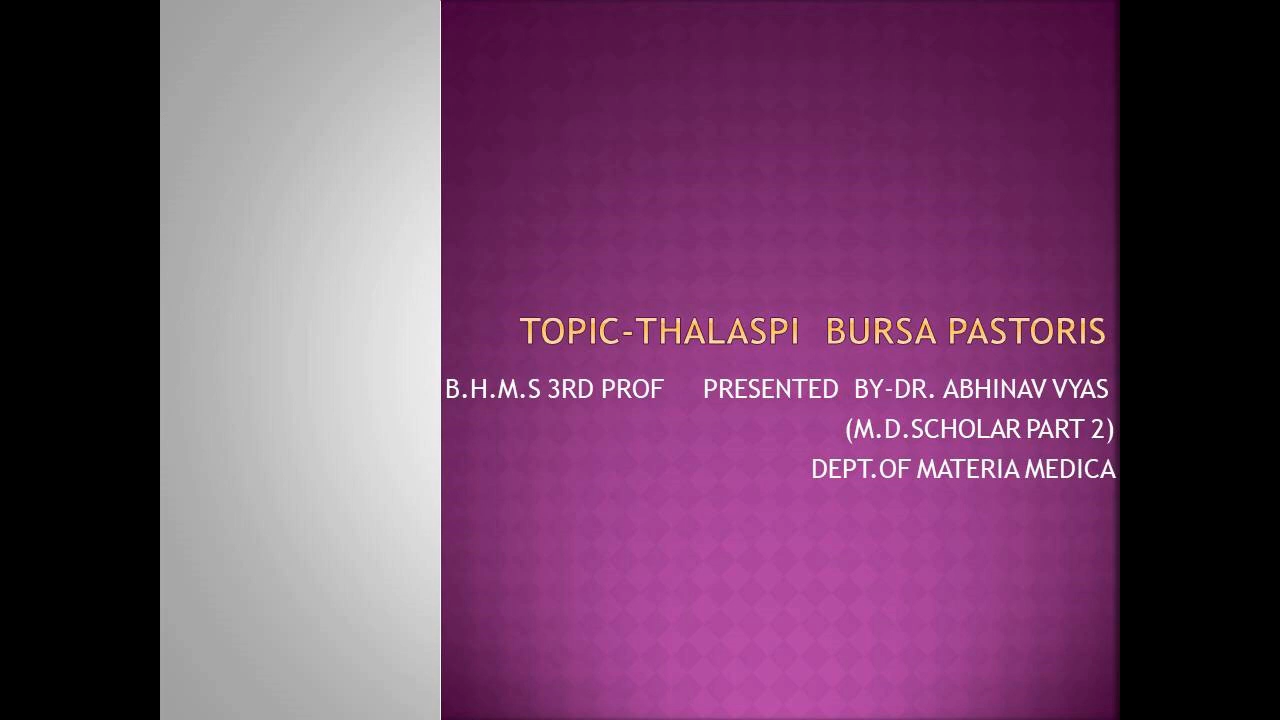 TOPIC-THALASPI BURSA PASTORIS
B.H.M.S 3RD PROF PRESENTED BY-DR. ABHINAV VYAS
(M.D.SCHOLAR PART 2)
DEPT.OF MATERIA MEDICA